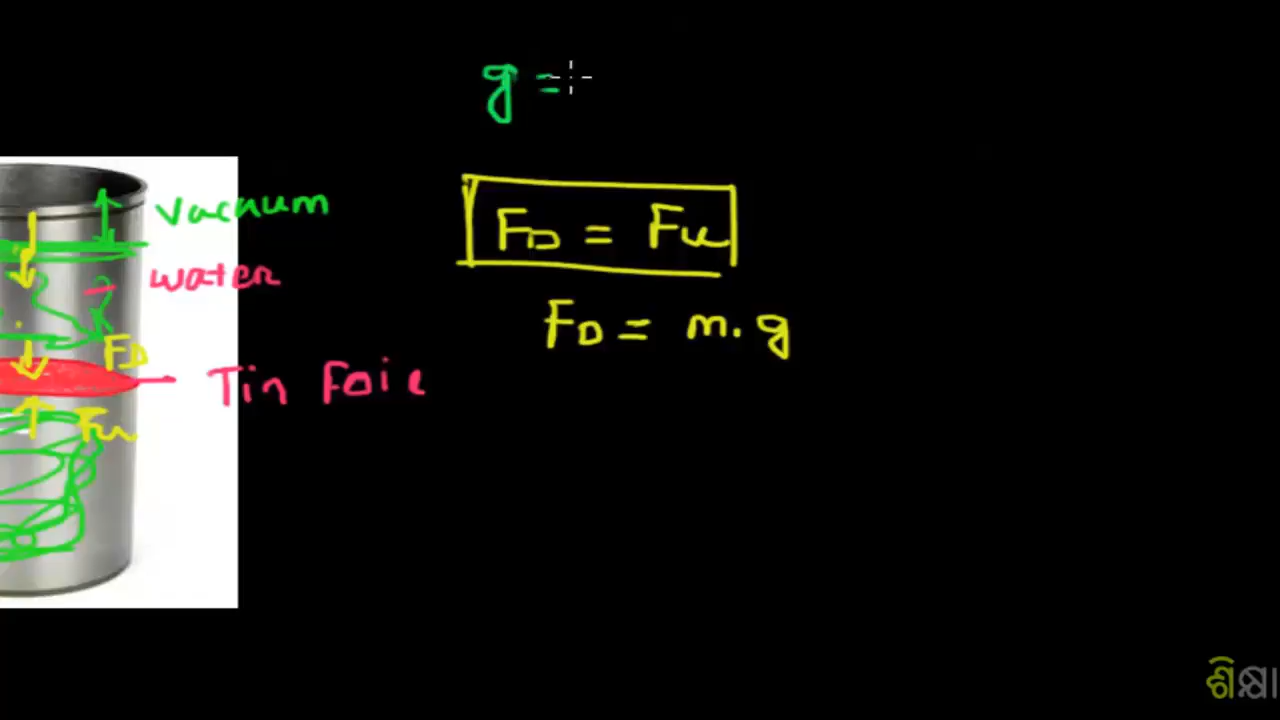 g =
vacuum
FD = Fu
water
FD = m.g
FD
Tin Foil
Fu
ଶିକ୍ଷା